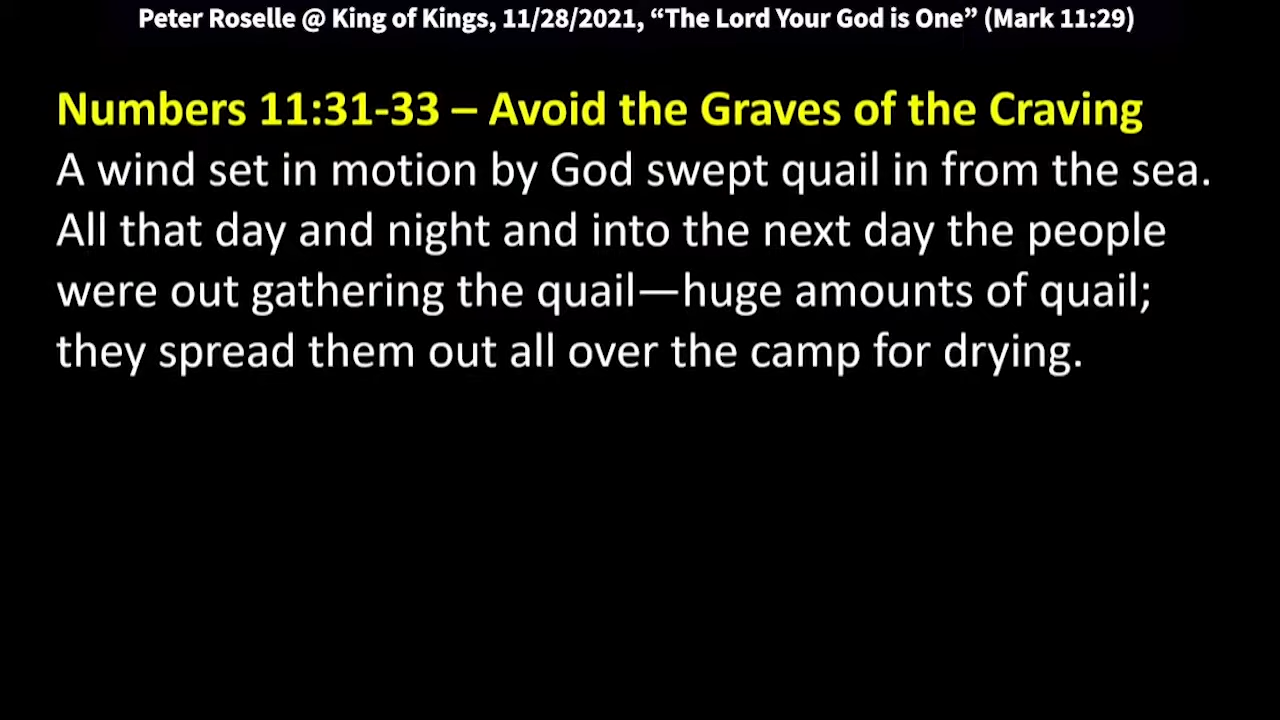 Peter Roselle @ King of Kings, 11/28/2021, “The Lord Your God is One” (Mark 11:29)
Numbers 11:31-33 – Avoid the Graves of the Craving
A wind set in motion by God swept quail in from the sea.
All that day and night and into the next day the people
were out gathering the quail—huge amounts of quail;
they spread them out all over the camp for drying.